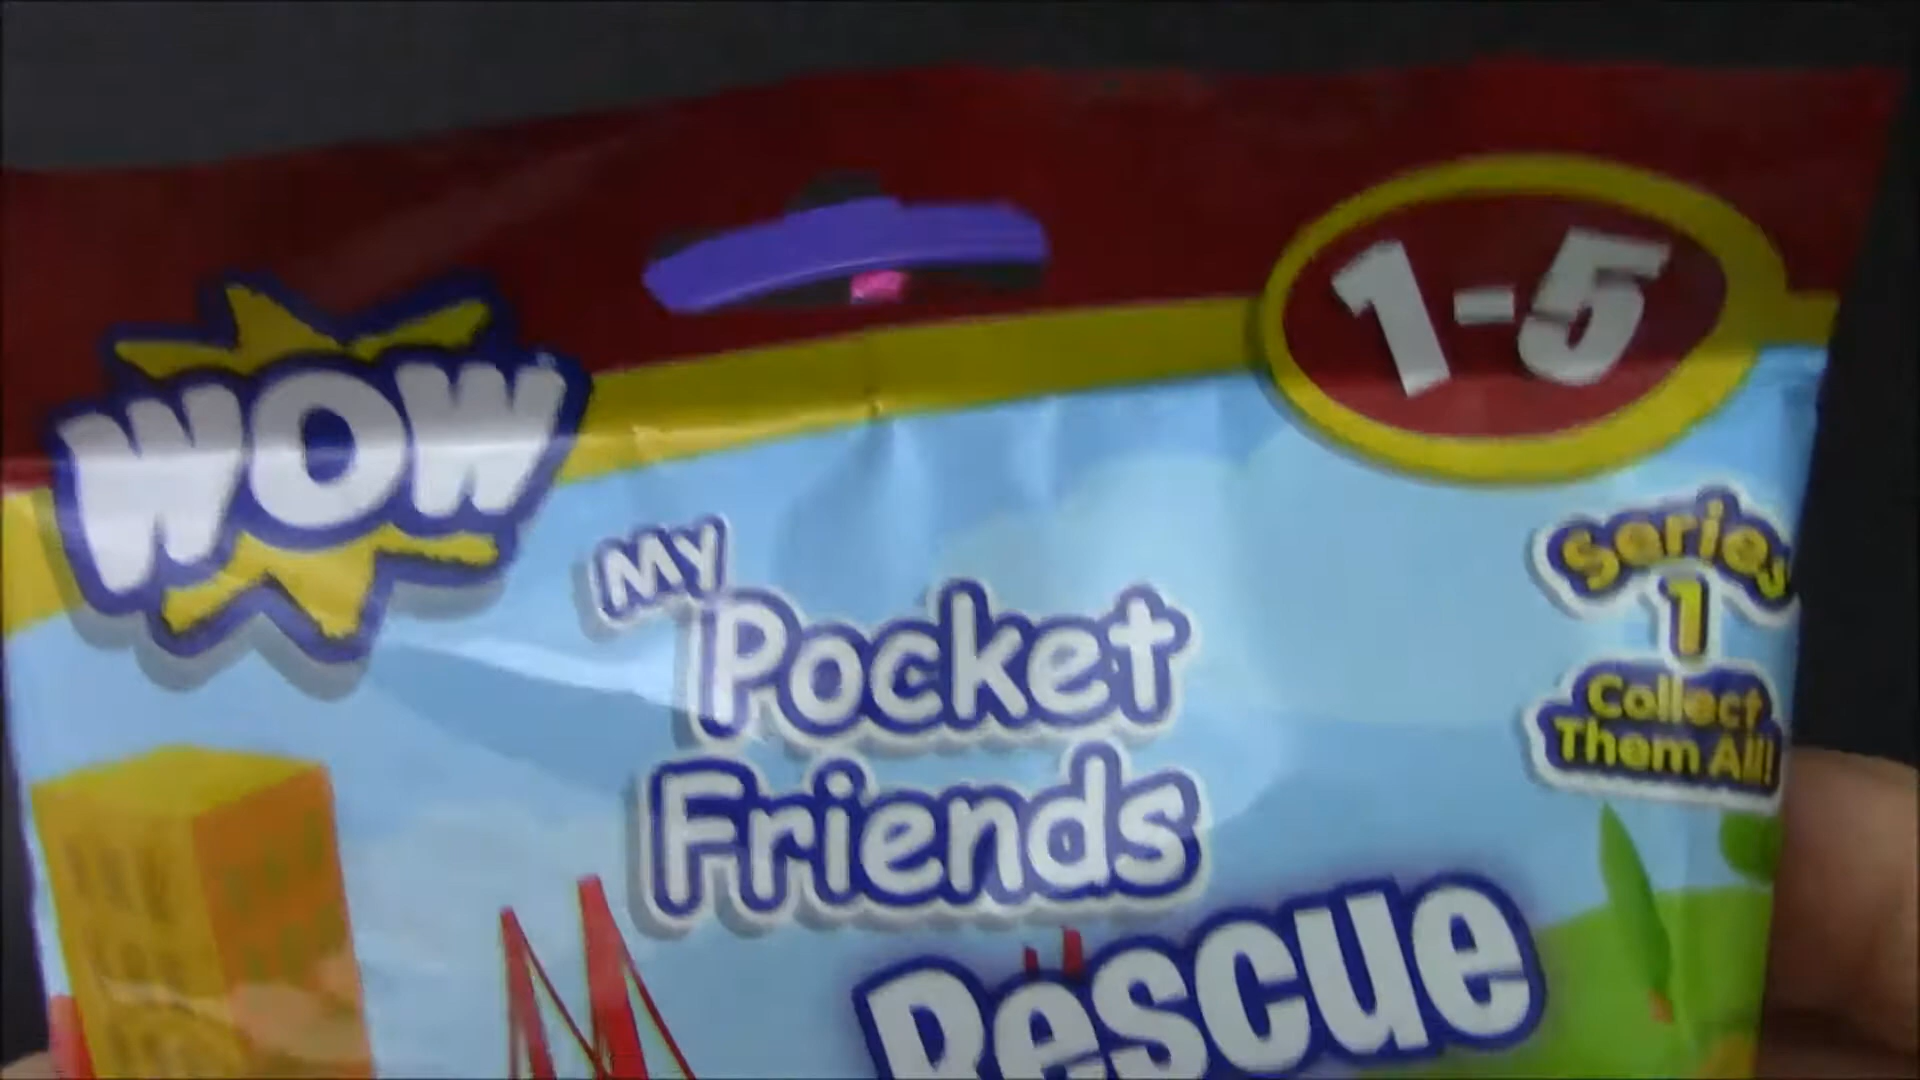 WOW
1-5
My
Pocket
Friends
Rescue
Series
1
Collect
Them All!